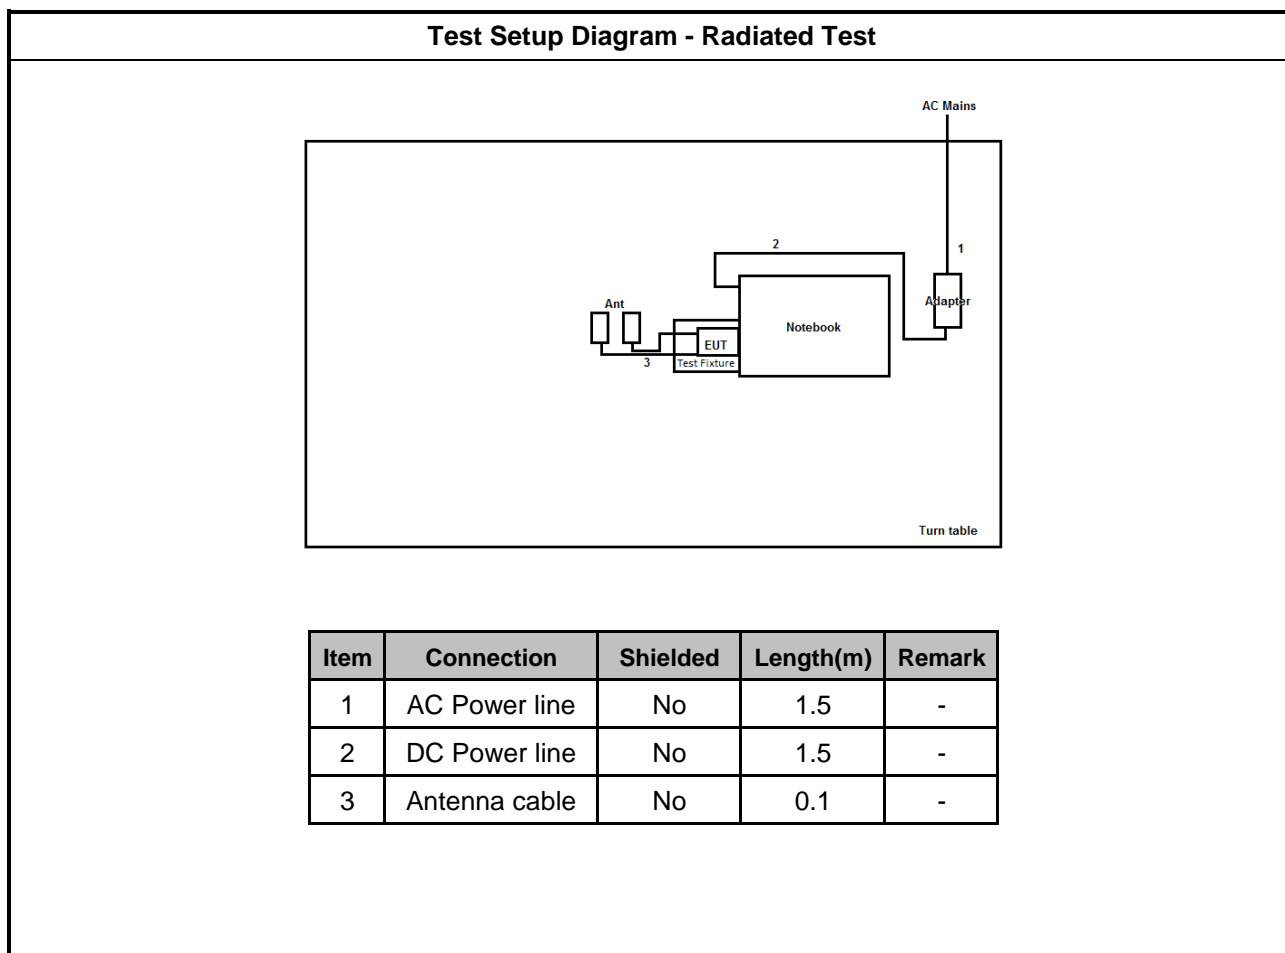 Test Setup Diagram - Radiated Test
AC Mains
2
1
Ant
Adapter
Notebook
EUT
3
Test Fixture
Turn table
Item Connection Shielded Length(m) Remark
1 AC Power line No 1.5 -
2 DC Power line No 1.5 -
3 Antenna cable No 0.1 -